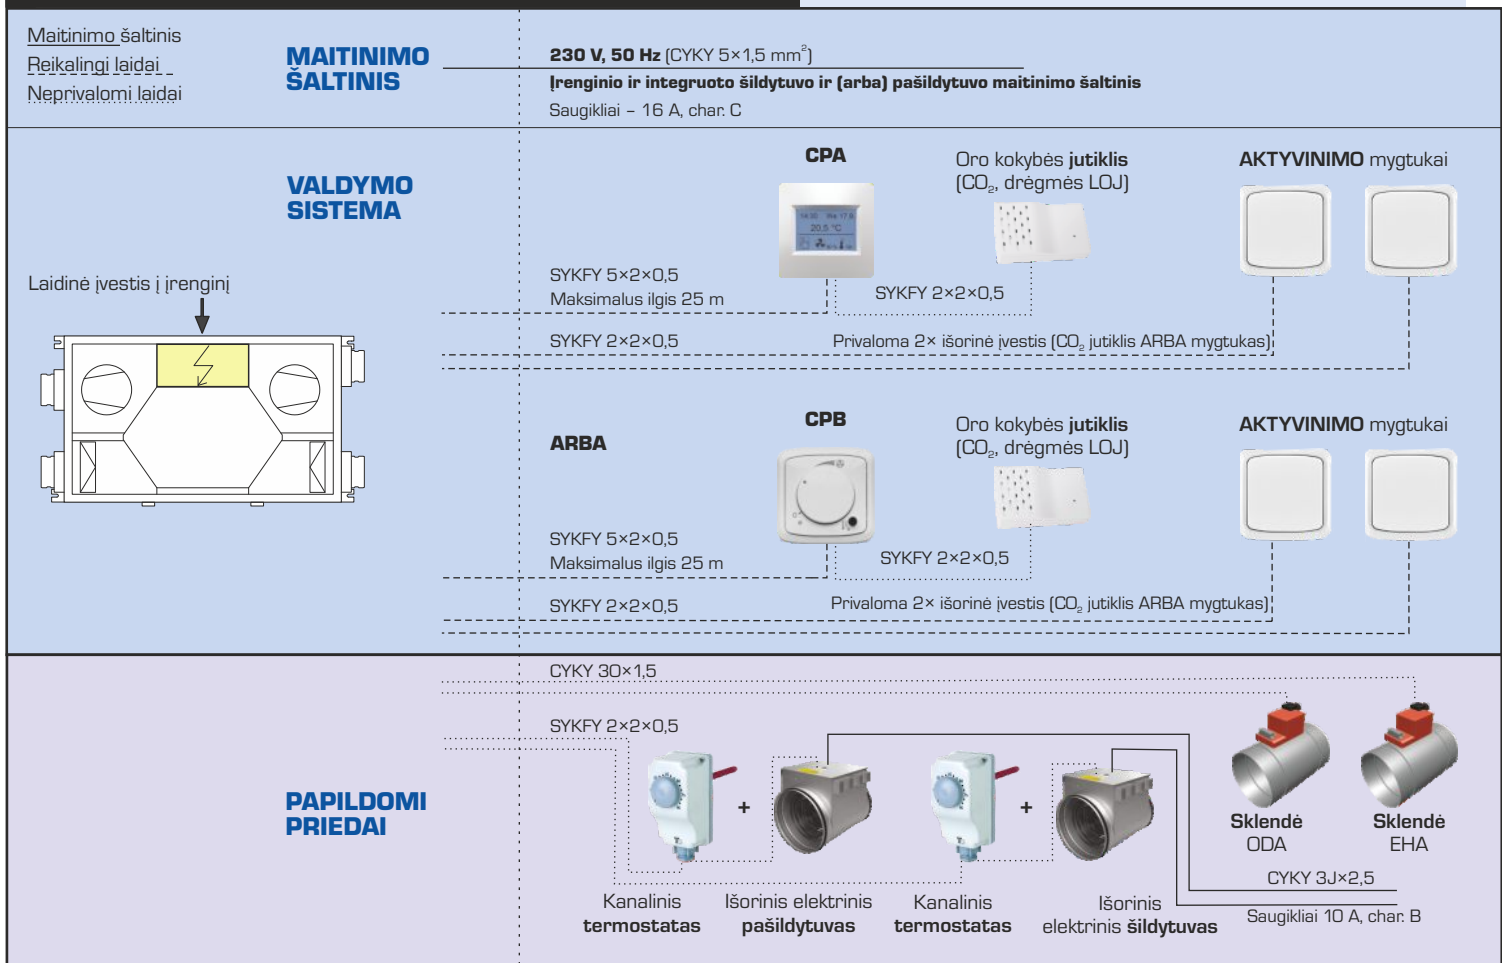 Maitinimo šaltinis
Reikalingi laidai
Neprivalomi laidai
MAITINIMO
ŠALTINIS
230 V, 50 Hz (CYKY 5×1,5 mm²)
Įrenginio ir integruoto šildytuvo ir (arba) pašildytuvo maitinimo šaltinis
Saugikliai – 16 A, char. C
VALDYMO
SISTEMA
Laidinė įvestis į įrenginį
CPA
Oro kokybės jutiklis
(CO₂, drėgmės LOJ)
AKTYVINIMO mygtukai
14:30 We 17.9
20,5 °C
SYKFY 5×2×0,5
Maksimalus ilgis 25 m
SYKFY 2×2×0,5
SYKFY 2×2×0,5
Privaloma 2× išorinė įvestis (CO₂ jutiklis ARBA mygtukas)
ARBA
CPB
Oro kokybės jutiklis
(CO₂, drėgmės LOJ)
AKTYVINIMO mygtukai
SYKFY 5×2×0,5
Maksimalus ilgis 25 m
SYKFY 2×2×0,5
SYKFY 2×2×0,5
Privaloma 2× išorinė įvestis (CO₂ jutiklis ARBA mygtukas)
PAPILDOMI
PRIEDAI
CYKY 3O×1,5
SYKFY 2×2×0,5
+
+
Kanalinis
termostatas
Išorinis elektrinis
pašildytuvas
Kanalinis
termostatas
Išorinis
elektrinis šildytuvas
Sklendė
ODA
Sklendė
EHA
CYKY 3J×2,5
Saugikliai 10 A, char. B